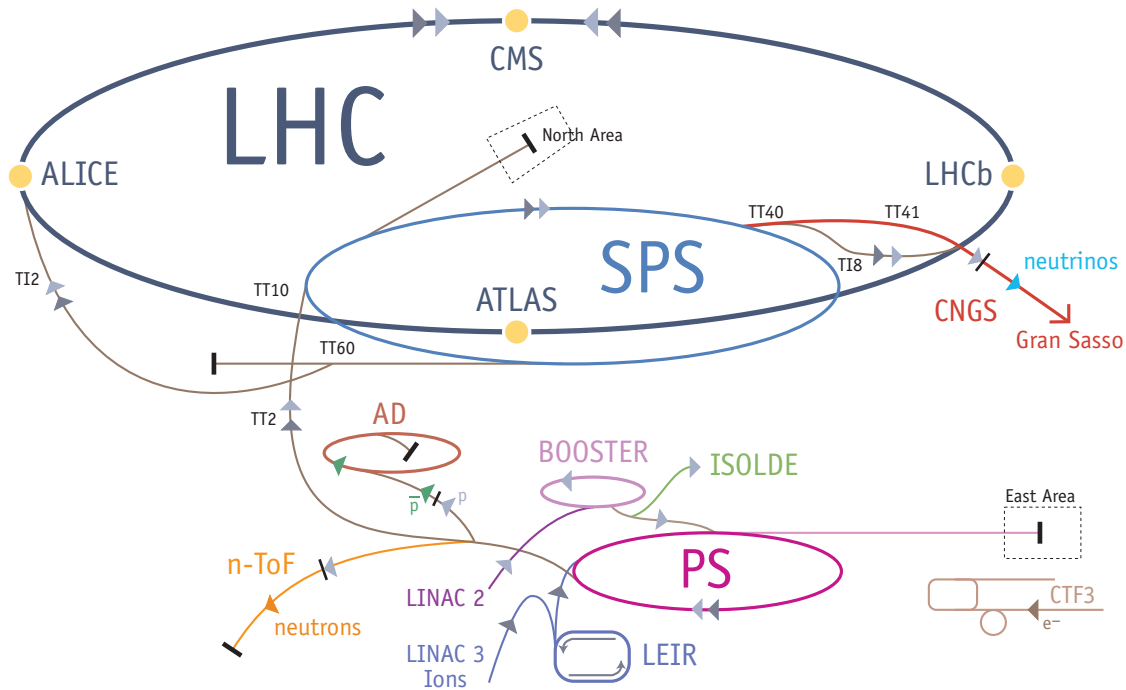 CMS
LHC
North Area
ALICE
LHCb
TT40
TT41
SPS
TI8
neutrinos
TI2
TT10
ATLAS
CNGS
Gran Sasso
TT60
AD
TT2
BOOSTER
ISOLDE
p̅
p
East Area
n-ToF
PS
LINAC 2
CTF3
neutrons
e−
LINAC 3
Ions
LEIR